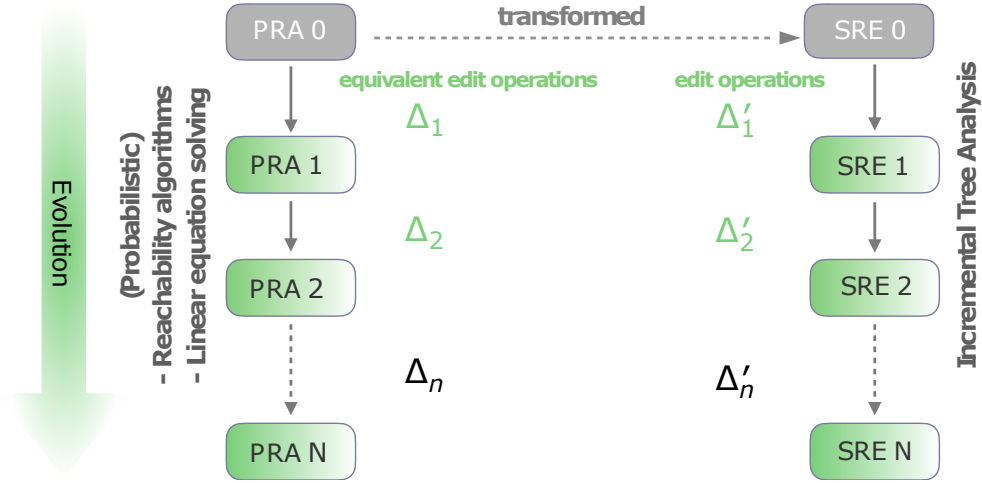 transformed
PRA 0
SRE 0
equivalent edit operations
edit operations
Δ₁
Δ′₁
PRA 1
SRE 1
Δ₂
Δ′₂
PRA 2
SRE 2
Δₙ
Δ′ₙ
PRA N
SRE N
Evolution
(Probabilistic)
- Reachability algorithms
- Linear equation solving
Incremental Tree Analysis